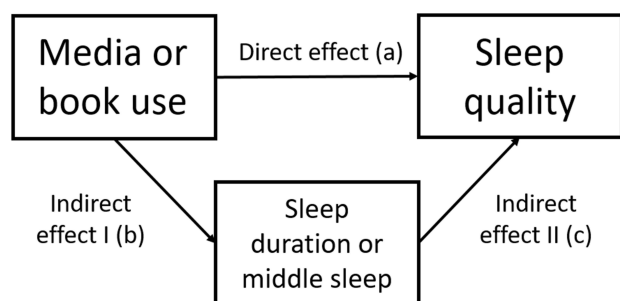 Media or
book use
Direct effect (a)
Sleep
quality
Indirect
effect I (b)
Sleep
duration or
middle sleep
Indirect
effect II (c)